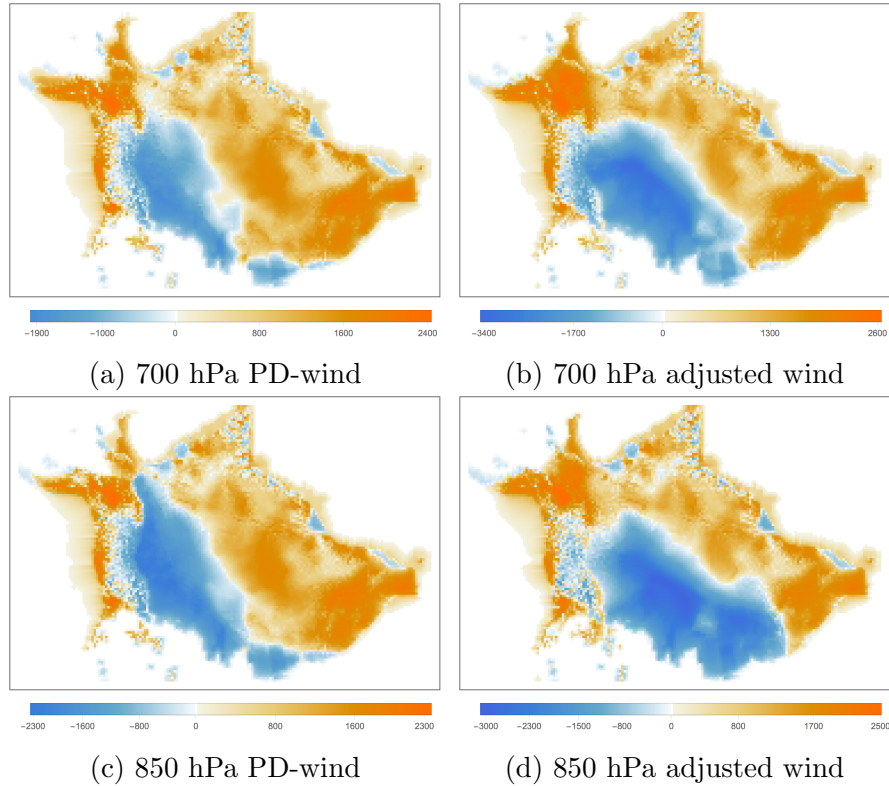 −1900 −1000 0 800 1600 2400
−3400 −1700 0 1300 2600
(a) 700 hPa PD-wind
(b) 700 hPa adjusted wind
−2300 −1600 −800 0 800 1600 2300
−3000 −2300 −1500 −800 0 800 1700 2500
(c) 850 hPa PD-wind
(d) 850 hPa adjusted wind